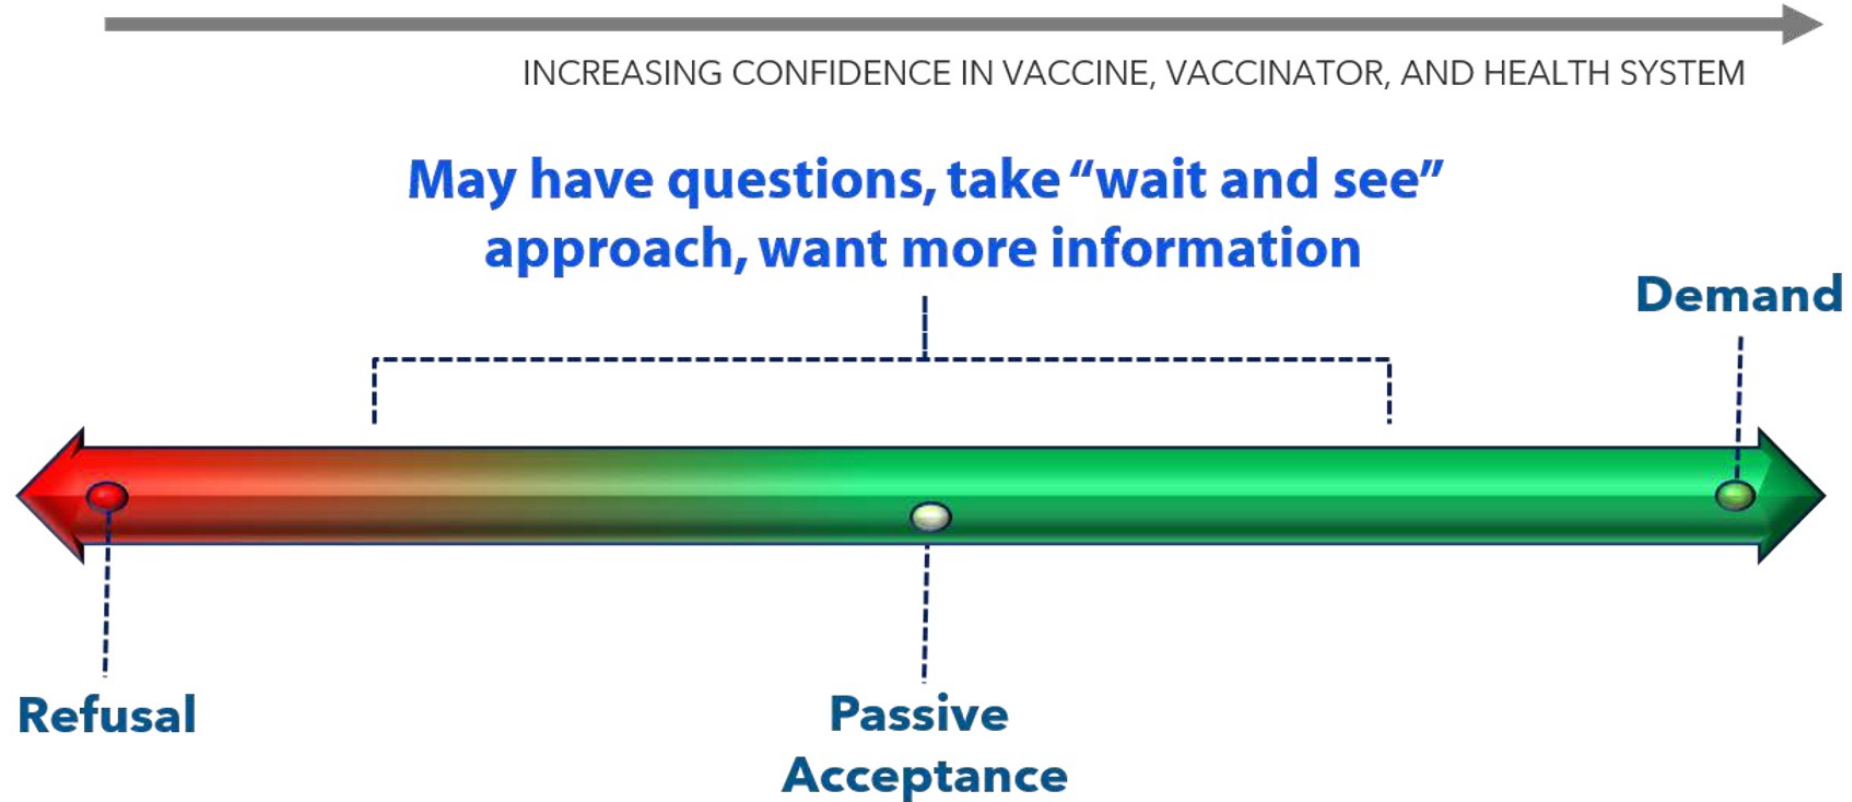 INCREASING CONFIDENCE IN VACCINE, VACCINATOR, AND HEALTH SYSTEM
May have questions, take “wait and see”
approach, want more information
Demand
Refusal
Passive
Acceptance